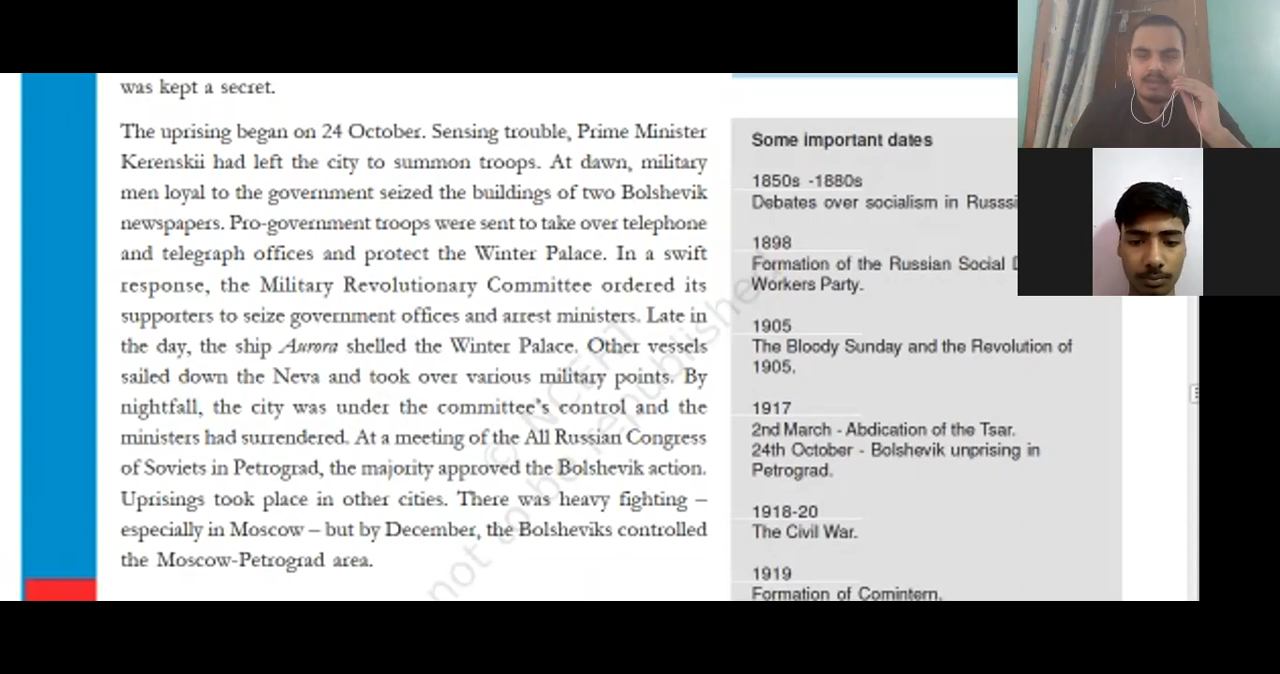 was kept a secret.
The uprising began on 24 October. Sensing trouble, Prime Minister
Kerenskii had left the city to summon troops. At dawn, military
men loyal to the government seized the buildings of two Bolshevik
newspapers. Pro-government troops were sent to take over telephone
and telegraph offices and protect the Winter Palace. In a swift
response, the Military Revolutionary Committee ordered its
supporters to seize government offices and arrest ministers. Late in
the day, the ship Aurora shelled the Winter Palace. Other vessels
sailed down the Neva and took over various military points. By
nightfall, the city was under the committee's control and the
ministers had surrendered. At a meeting of the All Russian Congress
of Soviets in Petrograd, the majority approved the Bolshevik action.
Uprisings took place in other cities. There was heavy fighting –
especially in Moscow – but by December, the Bolsheviks controlled
the Moscow-Petrograd area.
Some important dates
1850s -1880s
Debates over socialism in Russsi
1898
Formation of the Russian Social D
Workers Party.
1905
The Bloody Sunday and the Revolution of
1905.
1917
2nd March - Abdication of the Tsar.
24th October - Bolshevik unprising in
Petrograd.
1918-20
The Civil War.
1919
Formation of Comintern.
© NCERT
not to be republished